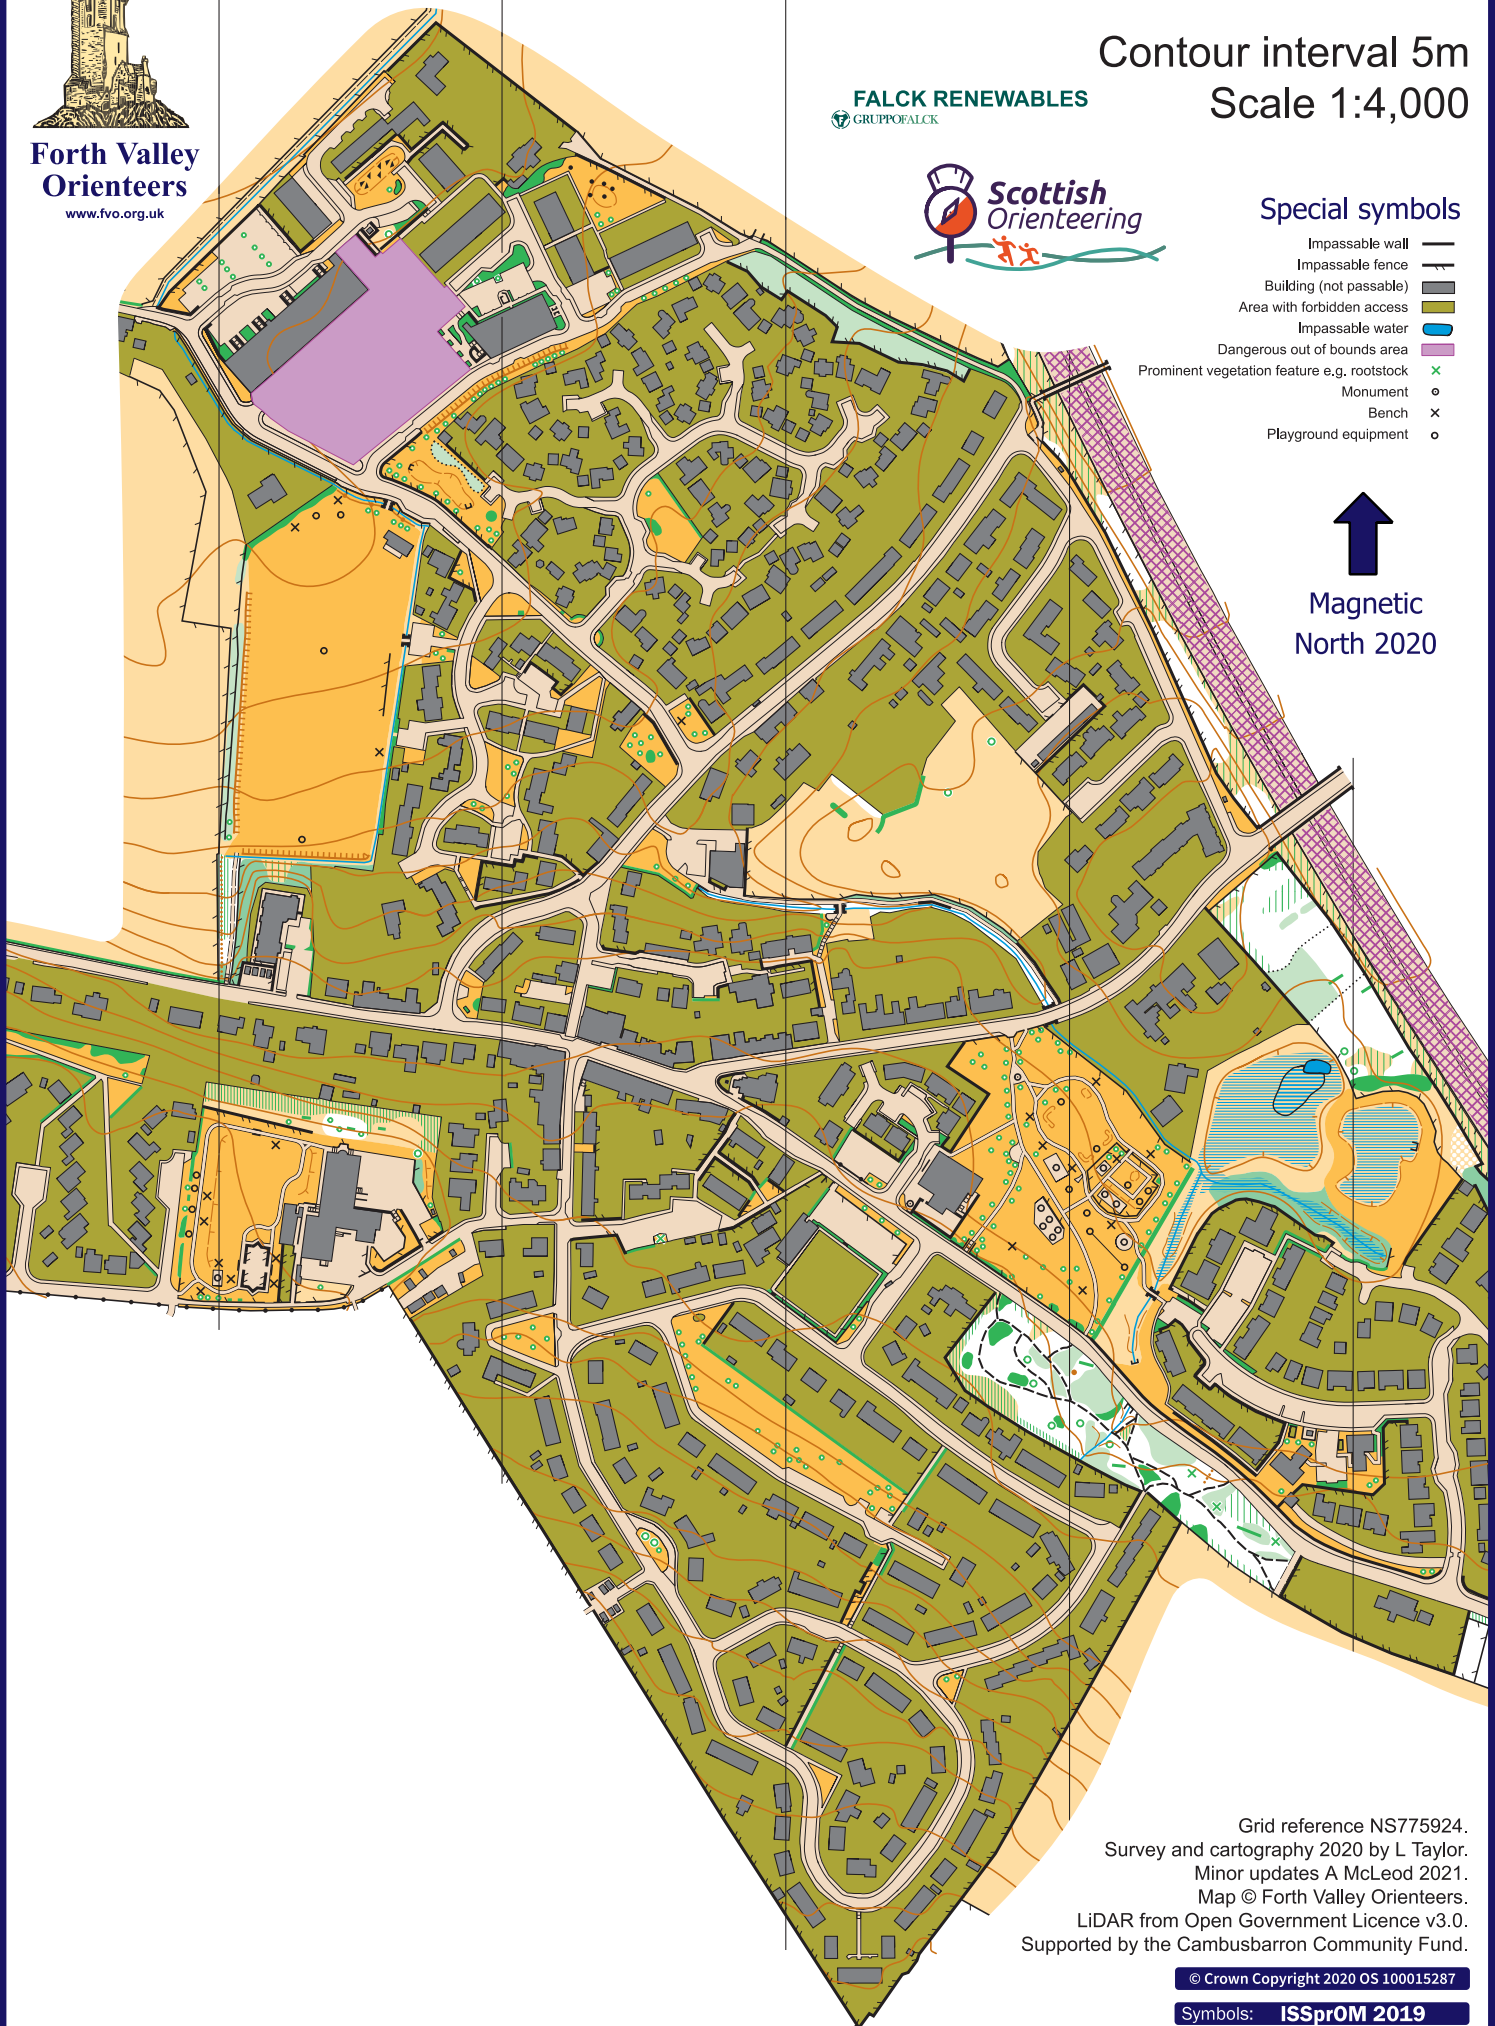 Contour interval 5m
Scale 1:4,000
FALCK RENEWABLES
GRUPPOFALCK
Forth Valley
Orienteers
www.fvo.org.uk
Scottish
Orienteering
Special symbols
Impassable wall
Impassable fence
Building (not passable)
Area with forbidden access
Impassable water
Dangerous out of bounds area
Prominent vegetation feature e.g. rootstock
Monument
Bench
Playground equipment
Magnetic
North 2020
Grid reference NS775924.
Survey and cartography 2020 by L Taylor.
Minor updates A McLeod 2021.
Map © Forth Valley Orienteers.
LiDAR from Open Government Licence v3.0.
Supported by the Cambusbarron Community Fund.
© Crown Copyright 2020 OS 100015287
Symbols: ISSprOM 2019